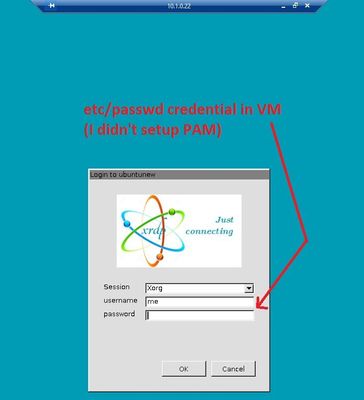 10.1.0.22
etc/passwd credential in VM
(I didn't setup PAM)
Login to ubuntunew
xrdp
Just
connecting
Session Xorg
username me
password
OK Cancel